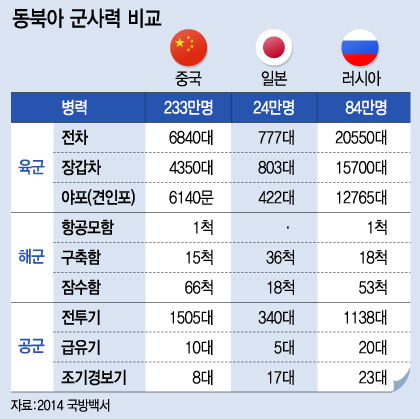 동북아 군사력 비교
중국 일본 러시아
병력 233만명 24만명 84만명
육군
전차 6840대 777대 20550대
장갑차 4350대 803대 15700대
야포(견인포) 6140문 422대 12765대
해군
항공모함 1척 · 1척
구축함 15척 36척 18척
잠수함 66척 18척 53척
공군
전투기 1505대 340대 1138대
급유기 10대 5대 20대
조기경보기 8대 17대 23대
자료:2014 국방백서